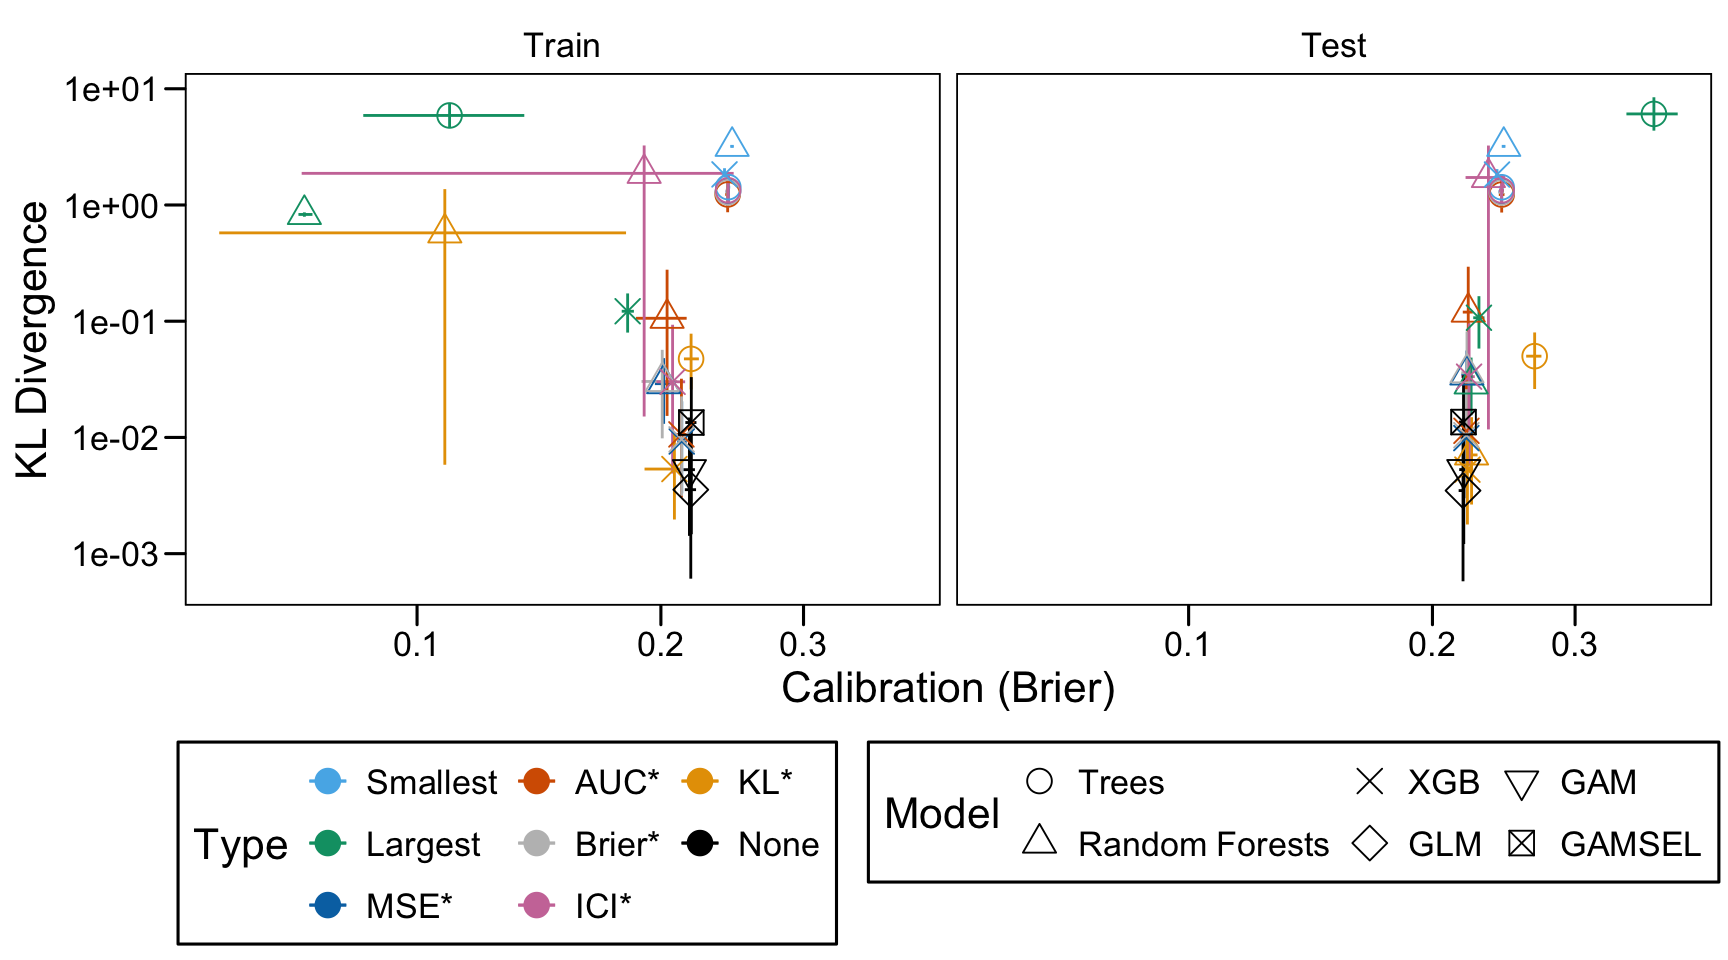 Train
Test
1e+01
1e+00
1e-01
1e-02
1e-03
KL Divergence
0.1
0.2
0.3
0.1
0.2
0.3
Calibration (Brier)
Type
Smallest
AUC*
KL*
Largest
Brier*
None
MSE*
ICI*
Model
Trees
XGB
GAM
Random Forests
GLM
GAMSEL